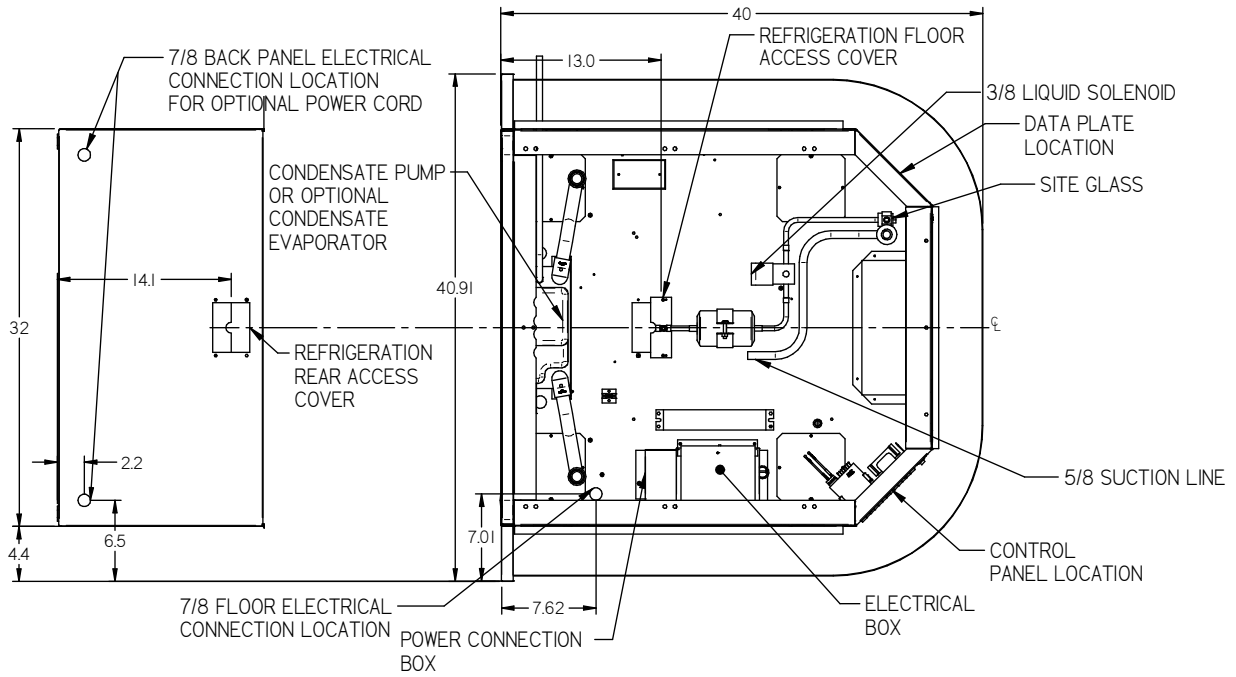 40
7/8 BACK PANEL ELECTRICAL
CONNECTION LOCATION
FOR OPTIONAL POWER CORD
REFRIGERATION FLOOR
ACCESS COVER
13.0
3/8 LIQUID SOLENOID
DATA PLATE
LOCATION
SITE GLASS
CONDENSATE PUMP
OR OPTIONAL
CONDENSATE
EVAPORATOR
14.1
40.91
32
℄
REFRIGERATION
REAR ACCESS
COVER
2.2
5/8 SUCTION LINE
4.4
6.5
7.01
CONTROL
PANEL LOCATION
7/8 FLOOR ELECTRICAL
CONNECTION LOCATION
7.62
ELECTRICAL
BOX
POWER CONNECTION
BOX